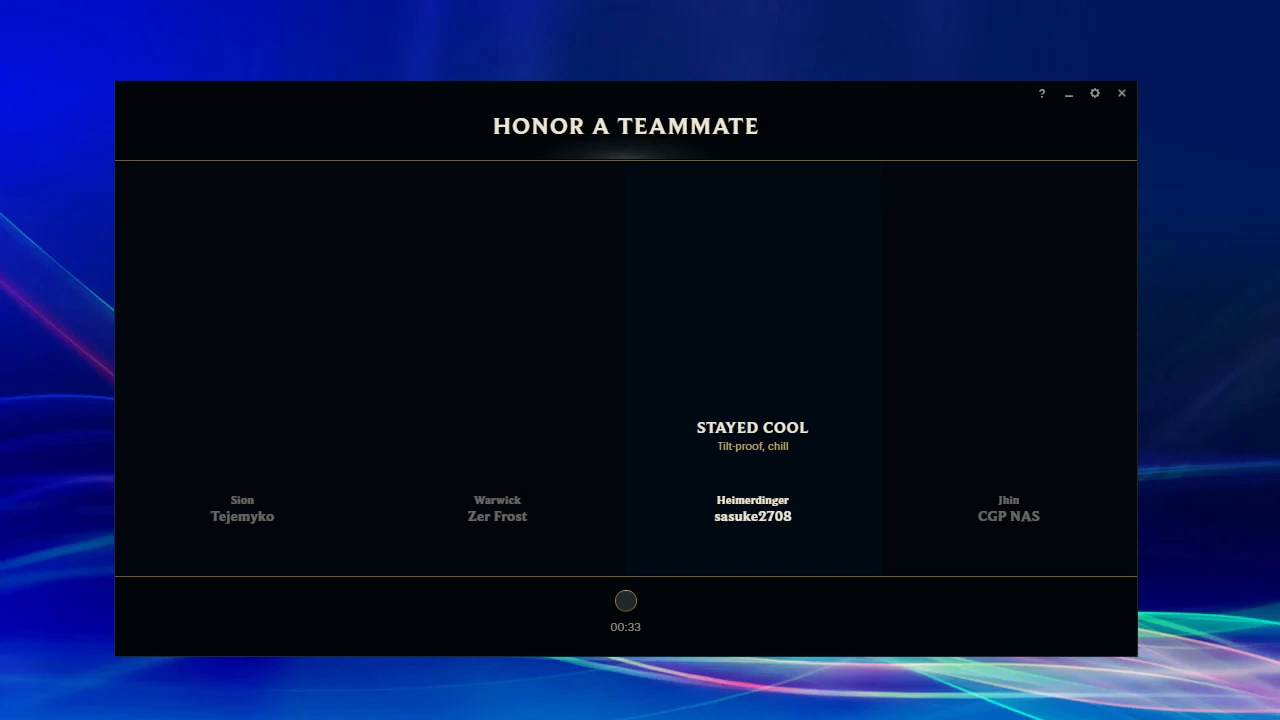 ?
HONOR A TEAMMATE
STAYED COOL
Tilt-proof, chill
Sion
Tejemyko
Warwick
Zer Frost
Heimerdinger
sasuke2708
Jhin
CGP NAS
00:33